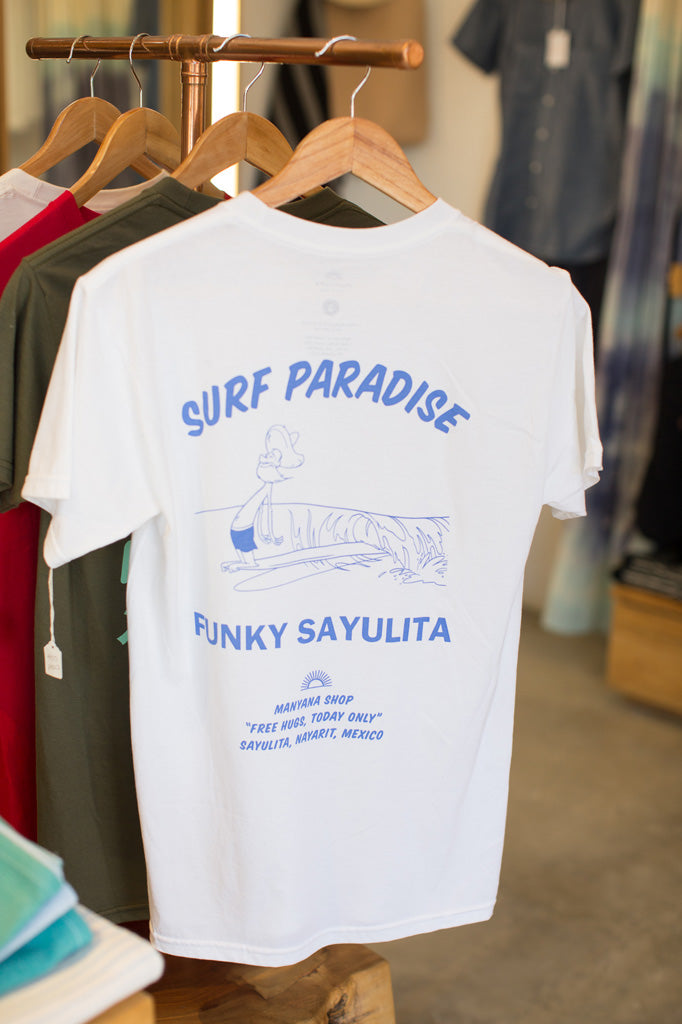 SURF PARADISE
FUNKY SAYULITA
MANYANA SHOP
"FREE HUGS, TODAY ONLY"
SAYULITA, NAYARIT, MEXICO